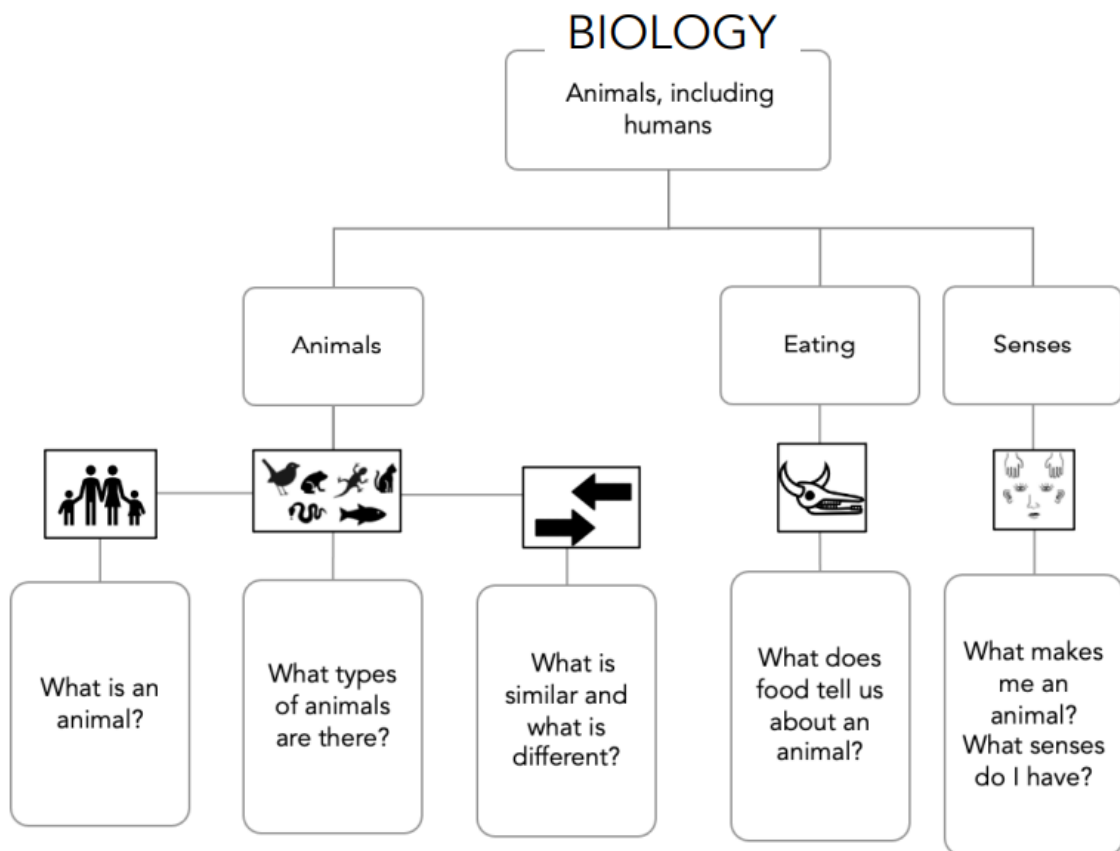 BIOLOGY
Animals, including
humans
Animals
Eating
Senses
What is an
animal?
What types
of animals
are there?
What is
similar and
what is
different?
What does
food tell us
about an
animal?
What makes
me an
animal?
What senses
do I have?